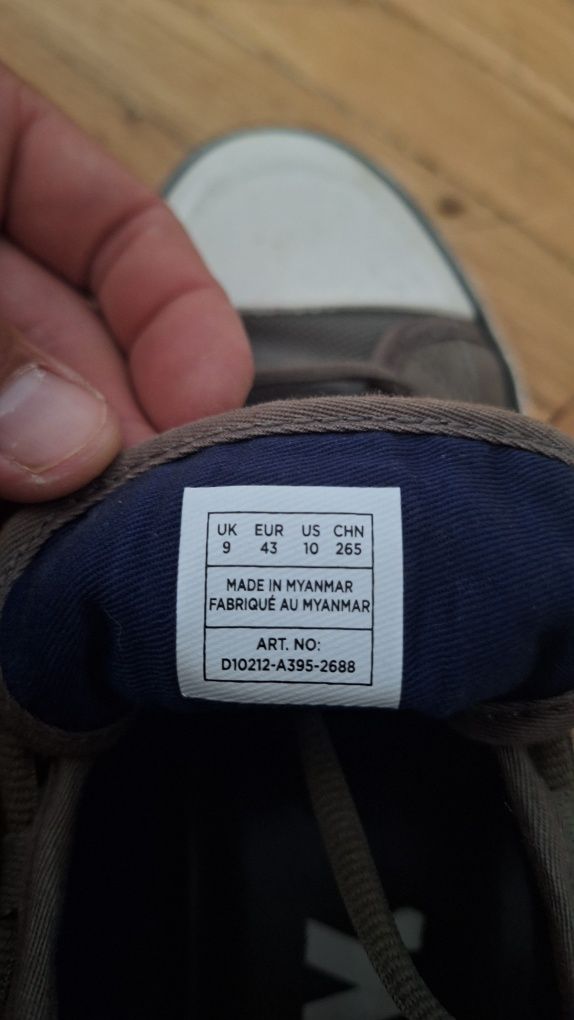 UK EUR US CHN
9 43 10 265
MADE IN MYANMAR
FABRIQUÉ AU MYANMAR
ART. NO:
D10212-A395-2688